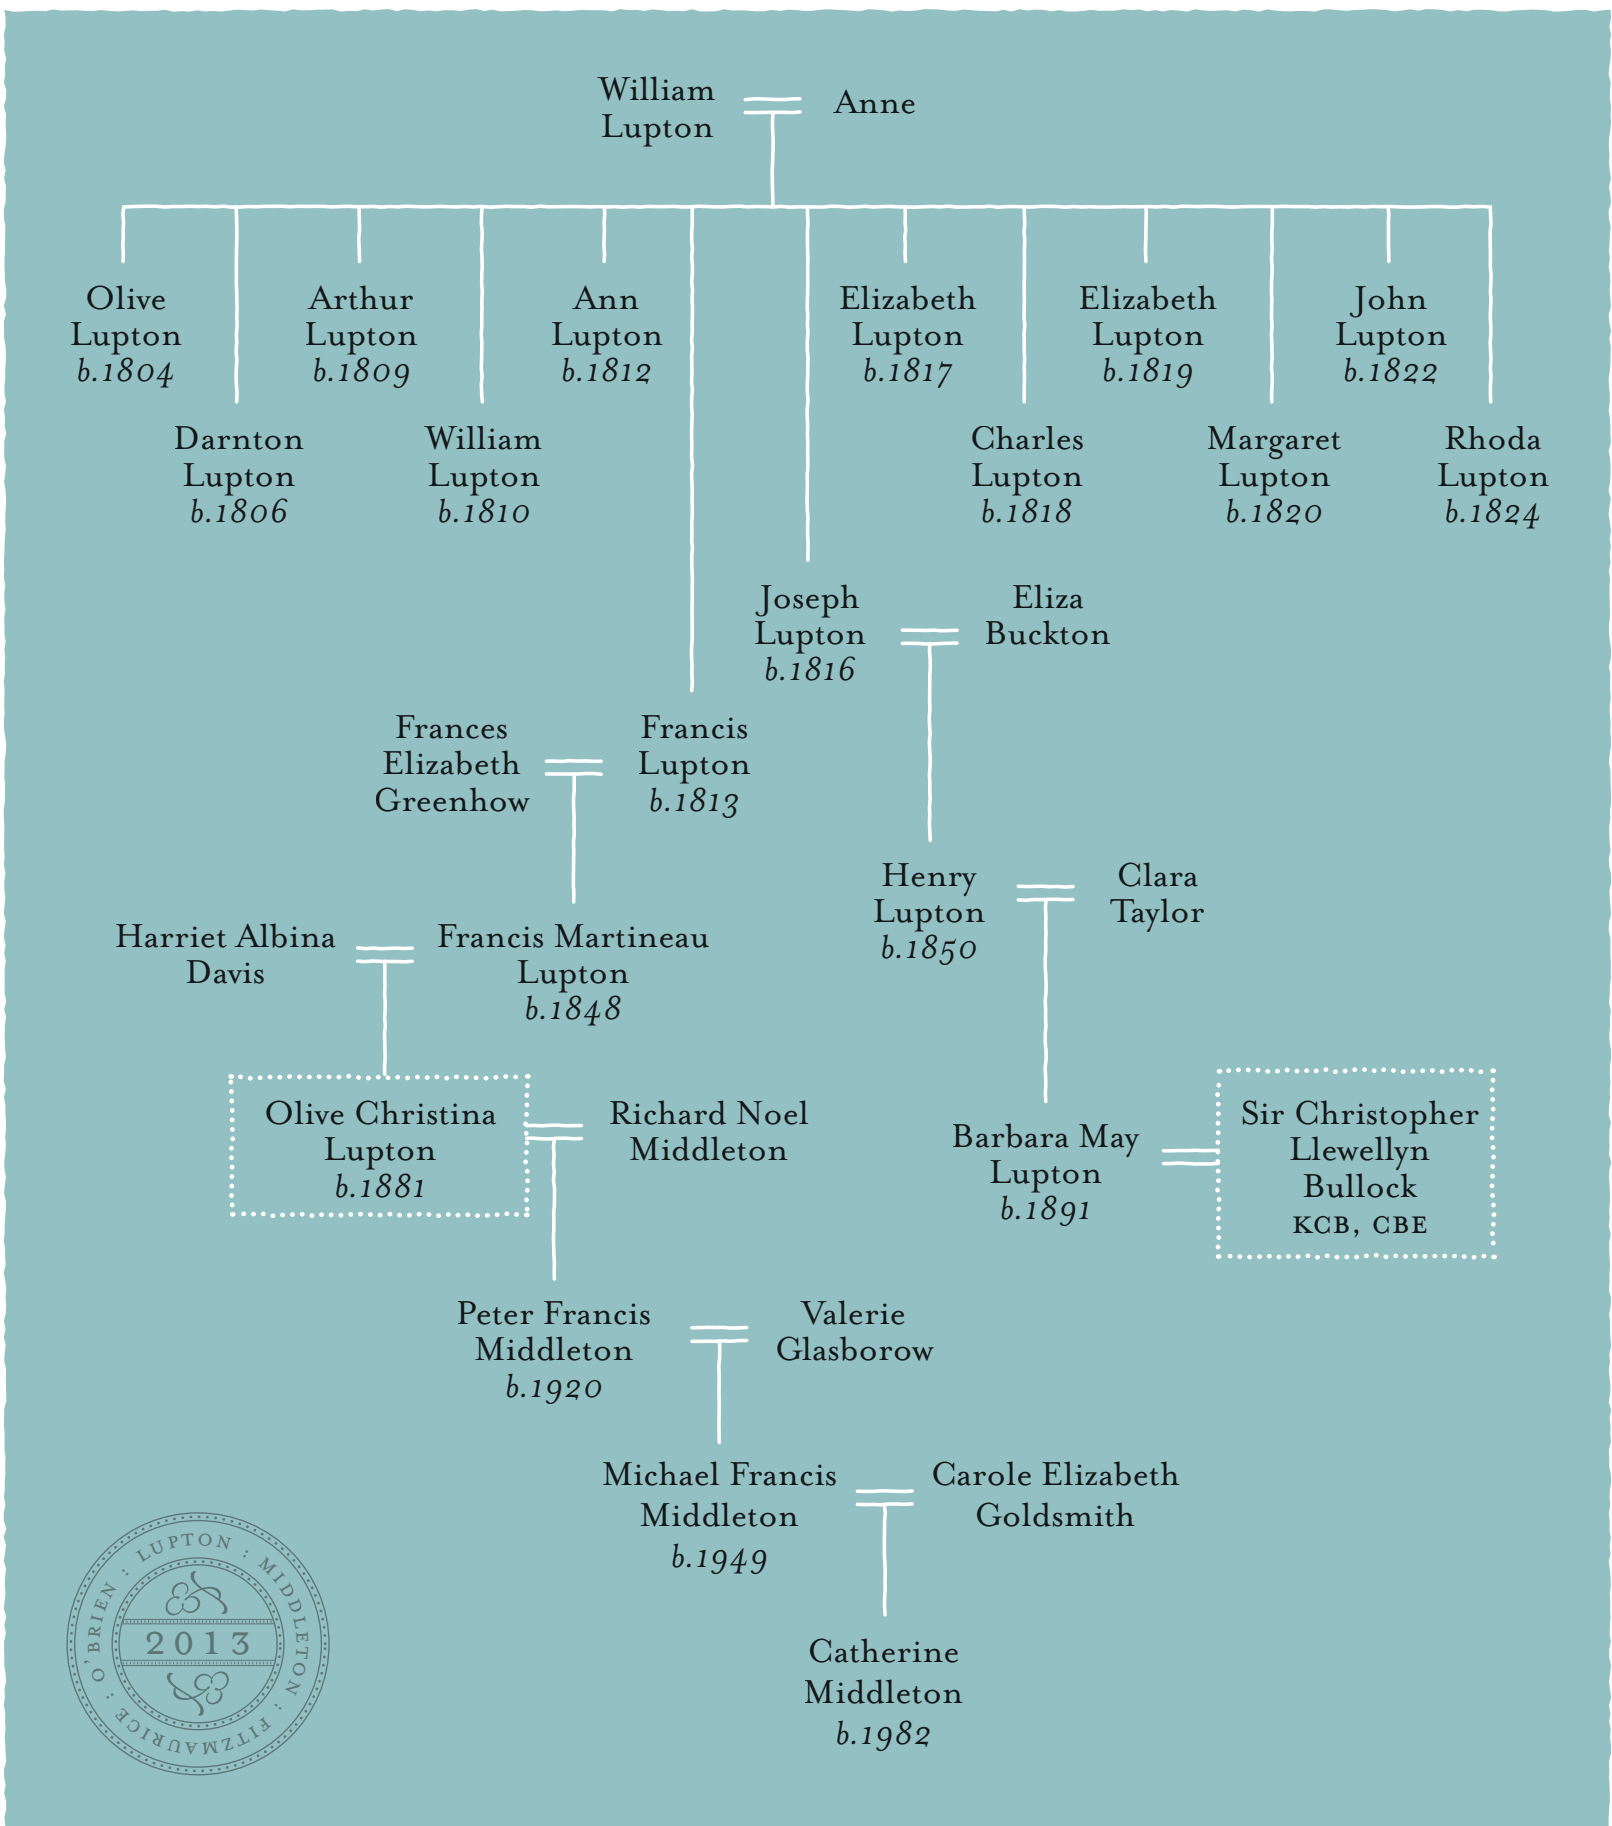 William
Lupton
Anne
Olive
Lupton
b.1804
Darnton
Lupton
b.1806
Arthur
Lupton
b.1809
William
Lupton
b.1810
Ann
Lupton
b.1812
Elizabeth
Lupton
b.1817
Charles
Lupton
b.1818
Elizabeth
Lupton
b.1819
Margaret
Lupton
b.1820
John
Lupton
b.1822
Rhoda
Lupton
b.1824
Joseph
Lupton
b.1816
Eliza
Buckton
Frances
Elizabeth
Greenhow
Francis
Lupton
b.1813
Henry
Lupton
b.1850
Clara
Taylor
Harriet Albina
Davis
Francis Martineau
Lupton
b.1848
Olive Christina
Lupton
b.1881
Richard Noel
Middleton
Barbara May
Lupton
b.1891
Sir Christopher
Llewellyn
Bullock
KCB, CBE
Peter Francis
Middleton
b.1920
Valerie
Glasborow
Michael Francis
Middleton
b.1949
Carole Elizabeth
Goldsmith
Catherine
Middleton
b.1982
LUPTON : MIDDLETON : FITZMAURICE : O'BRIEN :
2013